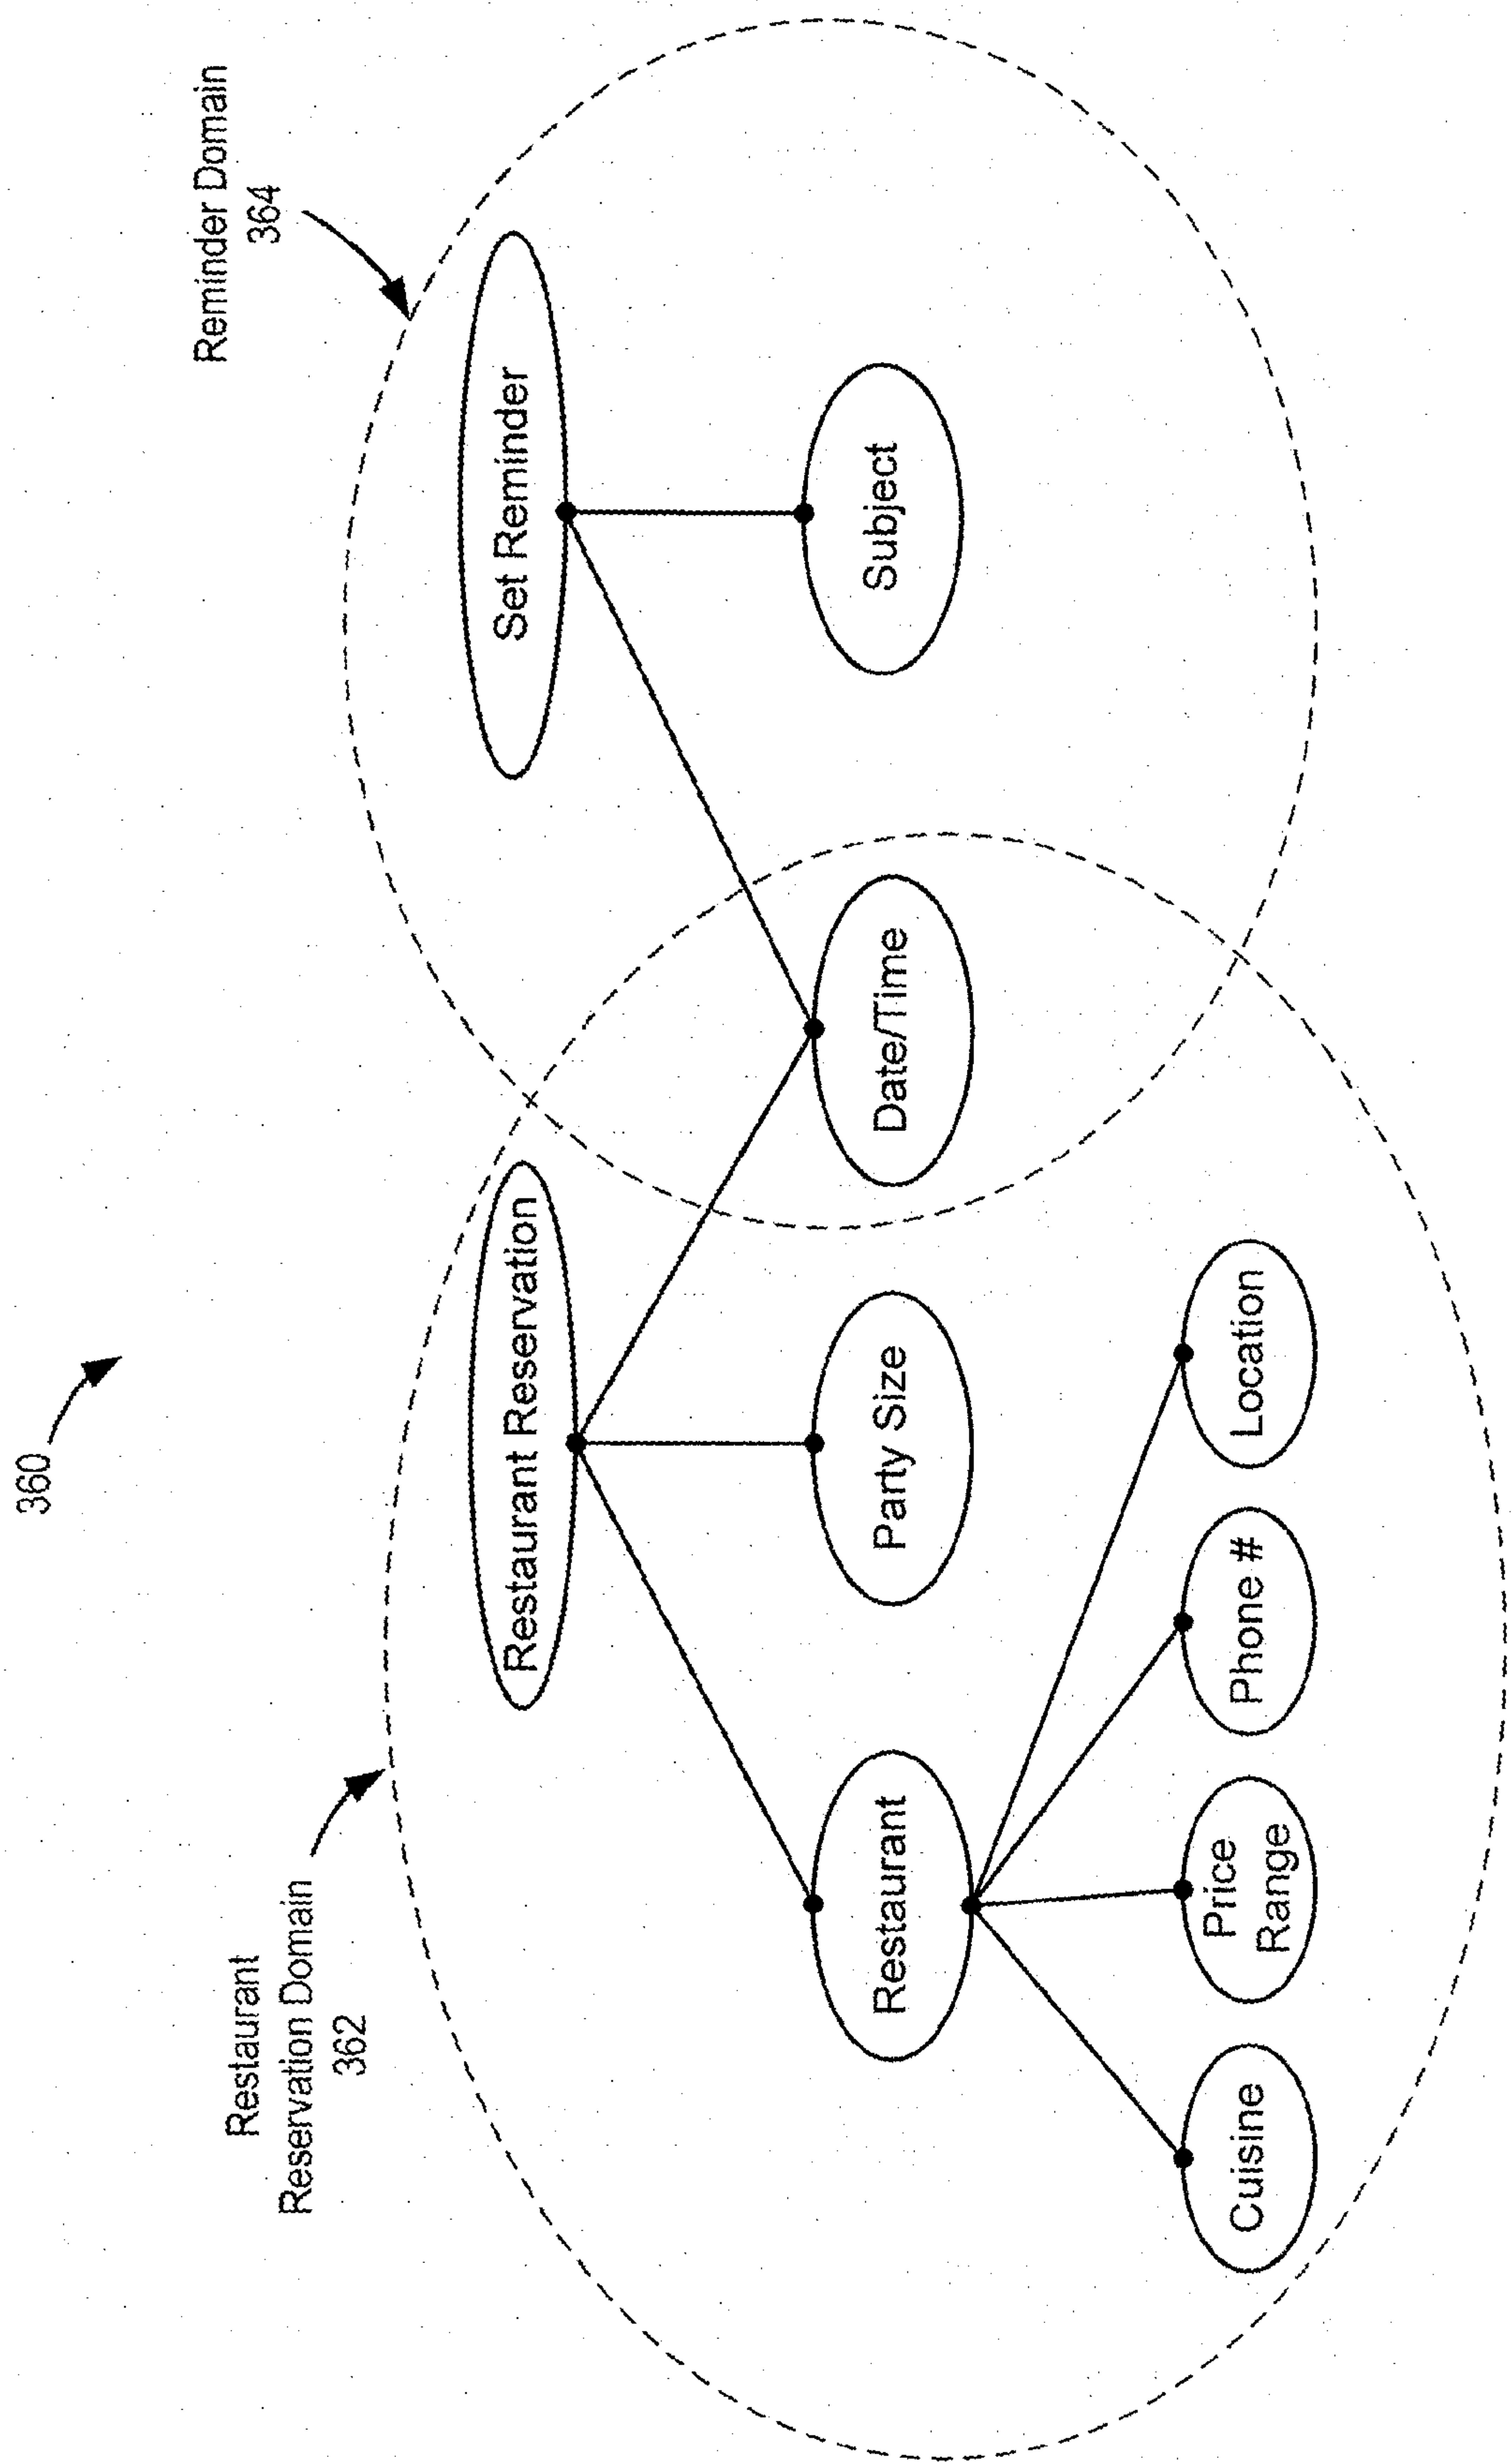 360
Restaurant
Reservation Domain
362
Reminder Domain
364
Restaurant Reservation
Set Reminder
Restaurant
Party Size
Date/Time
Subject
Cuisine
Price
Range
Phone #
Location